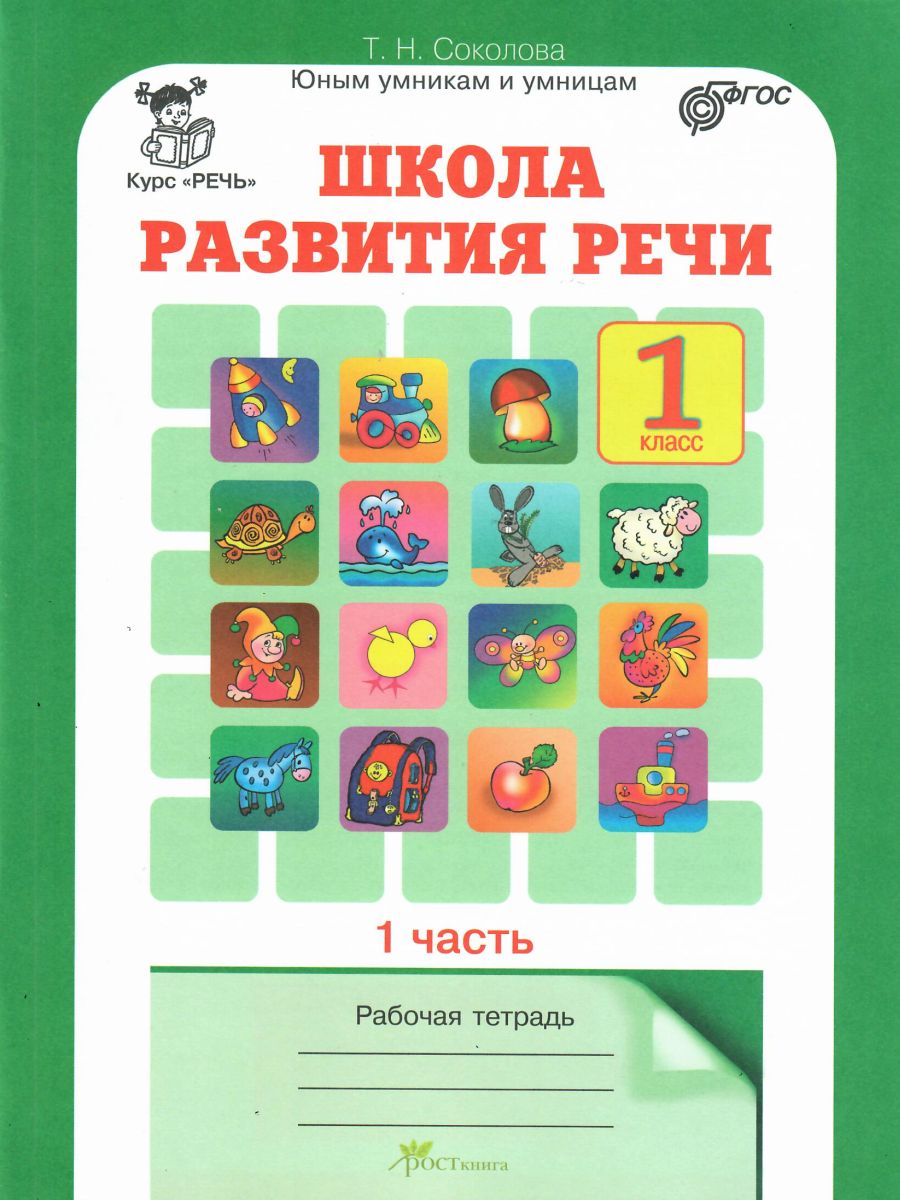 Т. Н. Соколова
Юным умникам и умницам
ФГОС
Курс «РЕЧЬ»
ШКОЛА
РАЗВИТИЯ РЕЧИ
1
КЛАСС
1 часть
Рабочая тетрадь
РОСТкнига